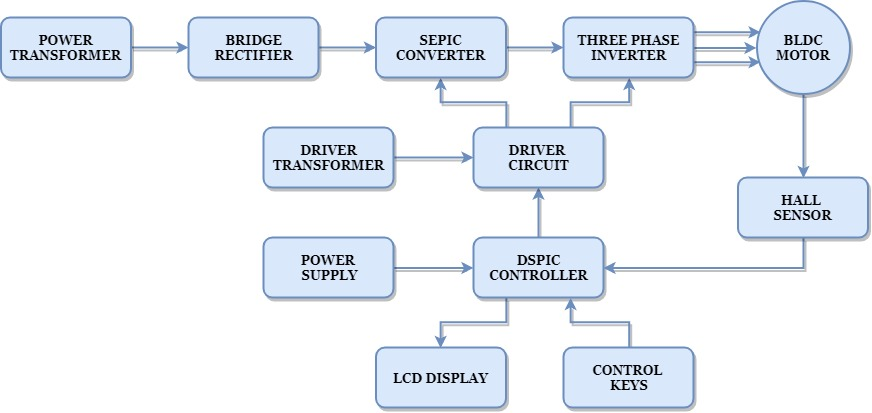 POWER
TRANSFORMER
BRIDGE
RECTIFIER
SEPIC
CONVERTER
THREE PHASE
INVERTER
BLDC
MOTOR
DRIVER
TRANSFORMER
DRIVER
CIRCUIT
HALL
SENSOR
POWER
SUPPLY
DSPIC
CONTROLLER
LCD DISPLAY
CONTROL
KEYS